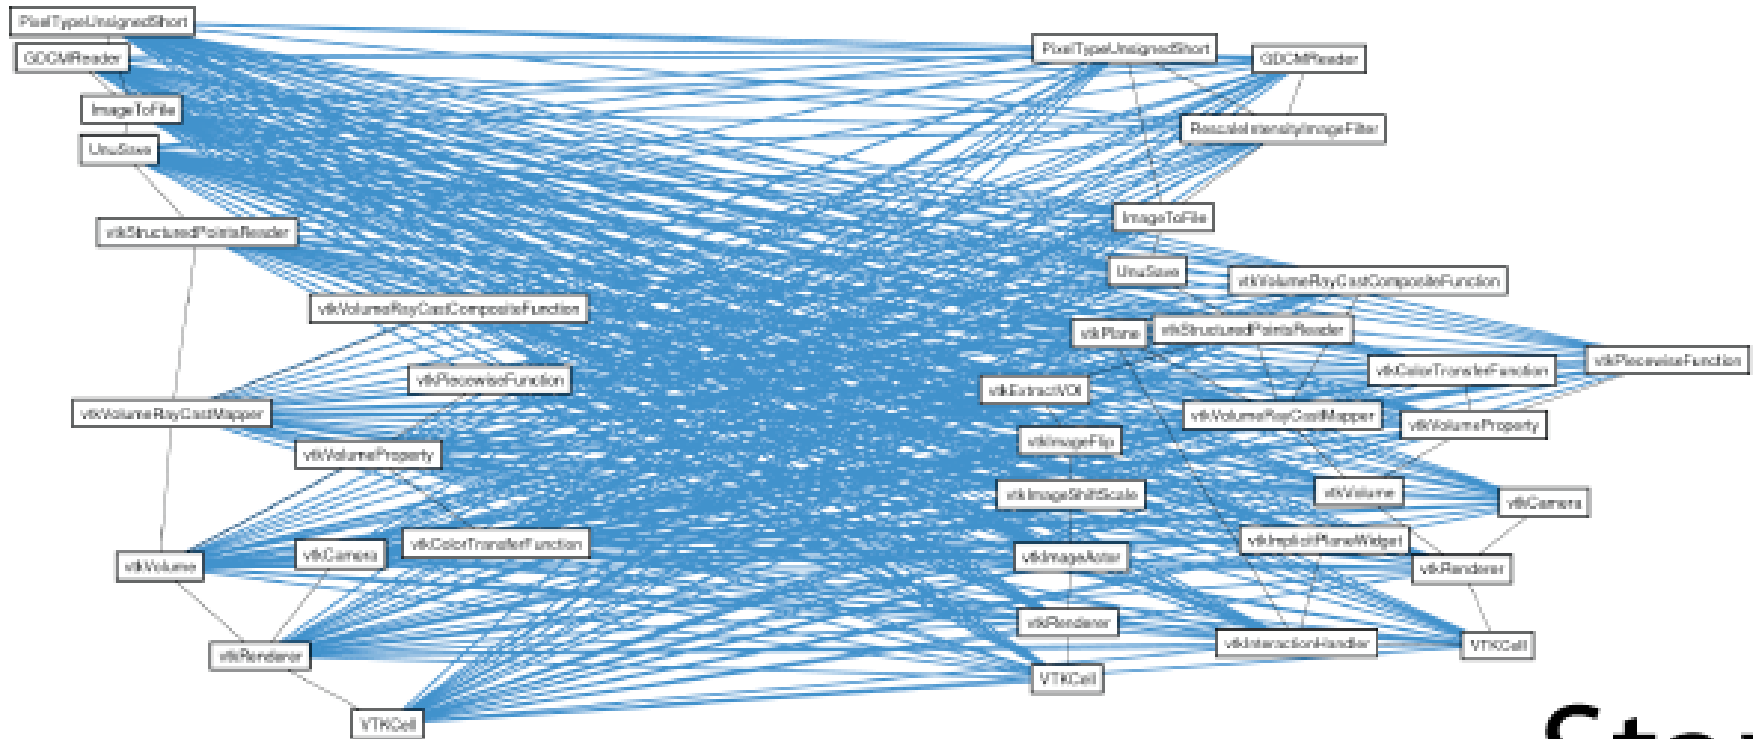 PixelTypeUnsignedShort
GDCMReader
ImageToFile
UnuSave
vtkStructuredPointsReader
vtkVolumeRayCastCompositeFunction
vtkPiecewiseFunction
vtkVolumeRayCastMapper
vtkVolumeProperty
vtkColorTransferFunction
vtkCamera
vtkVolume
vtkRenderer
VTKCell
PixelTypeUnsignedShort
GDCMReader
RescaleIntensityImageFilter
ImageToFile
UnuSave
vtkVolumeRayCastCompositeFunction
vtkPlane
vtkStructuredPointsReader
vtkPiecewiseFunction
vtkColorTransferFunction
vtkExtractVOI
vtkVolumeRayCastMapper
vtkVolumeProperty
vtkImageFlip
vtkImageShiftScale
vtkVolume
vtkCamera
vtkImageActor
vtkImplicitPlaneWidget
vtkRenderer
vtkRenderer
vtkInteractionHandler
VTKCell
VTKCell